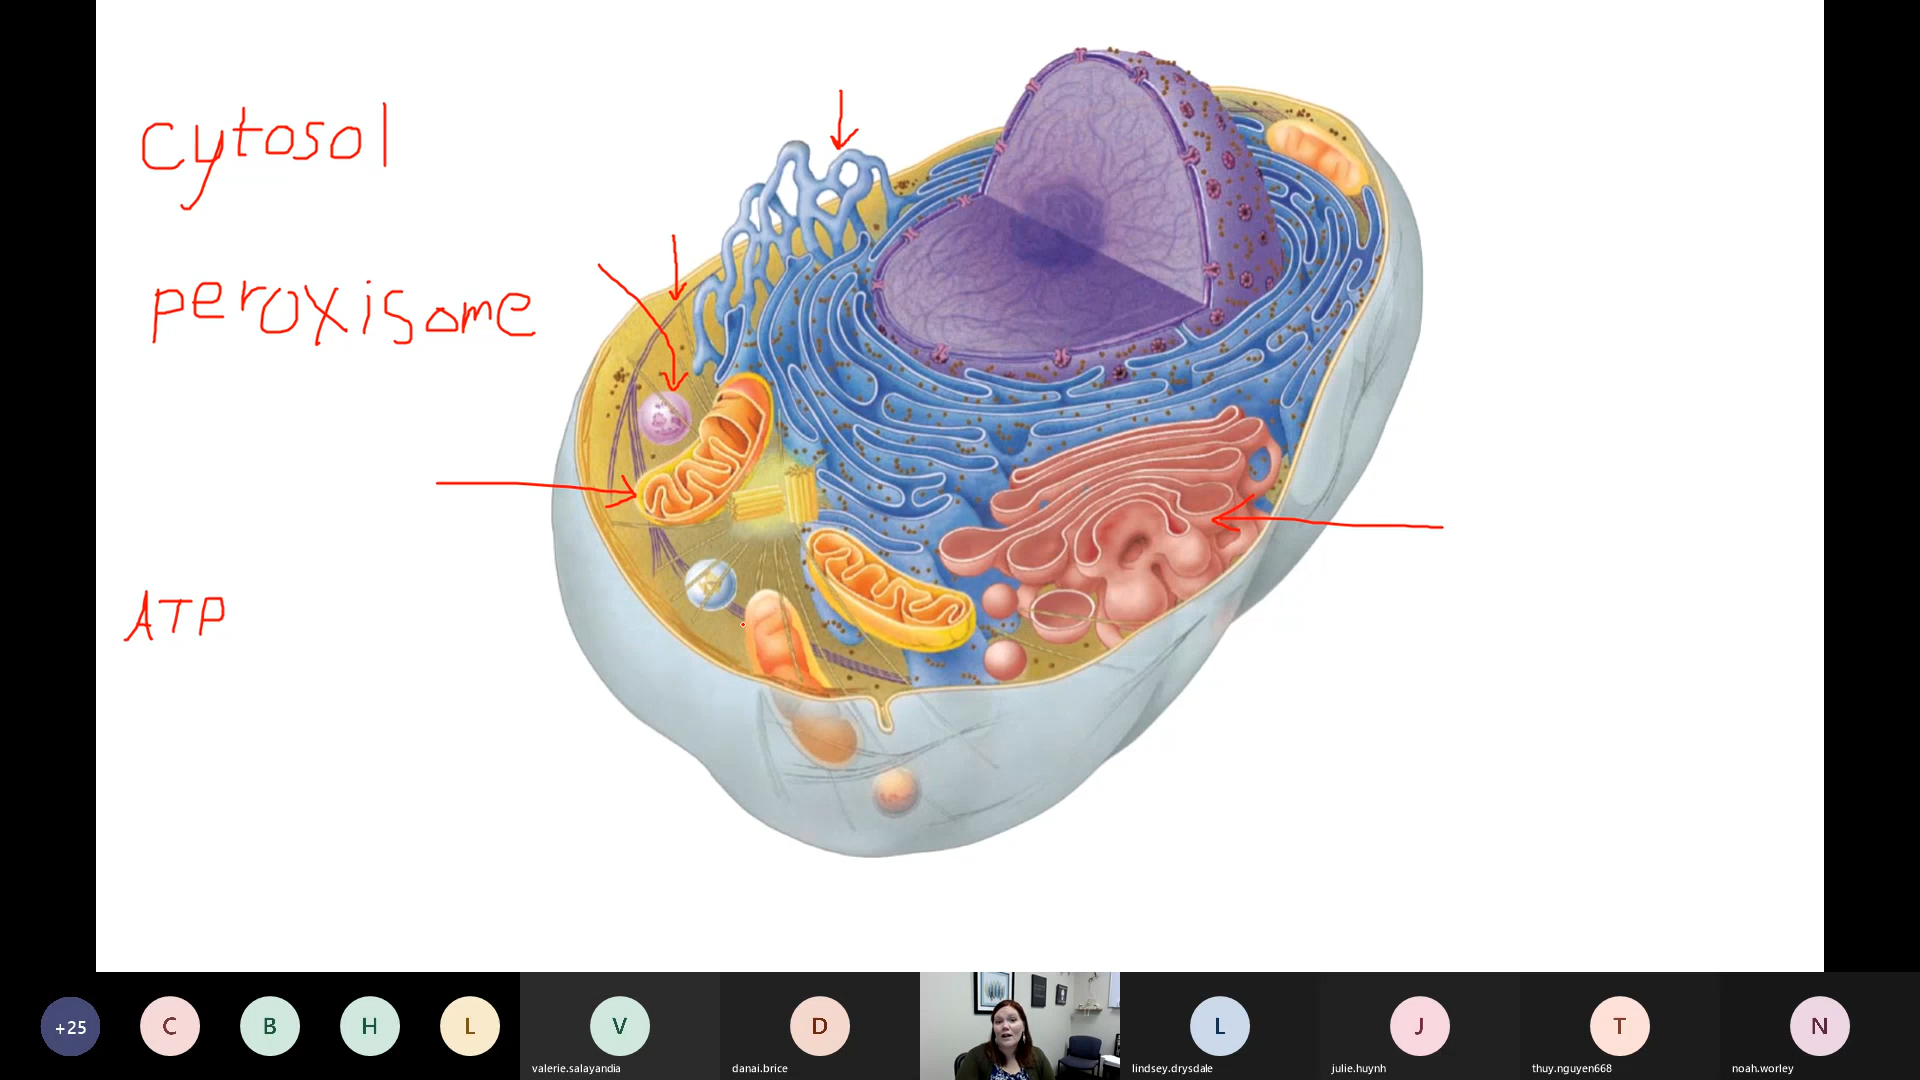 cytosol
peroxisome
ATP
+25
C
B
H
L
V
D
L
J
T
N
valerie.salayandia
danai.brice
lindsey.drysdale
julie.huynh
thuy.nguyen668
noah.worley